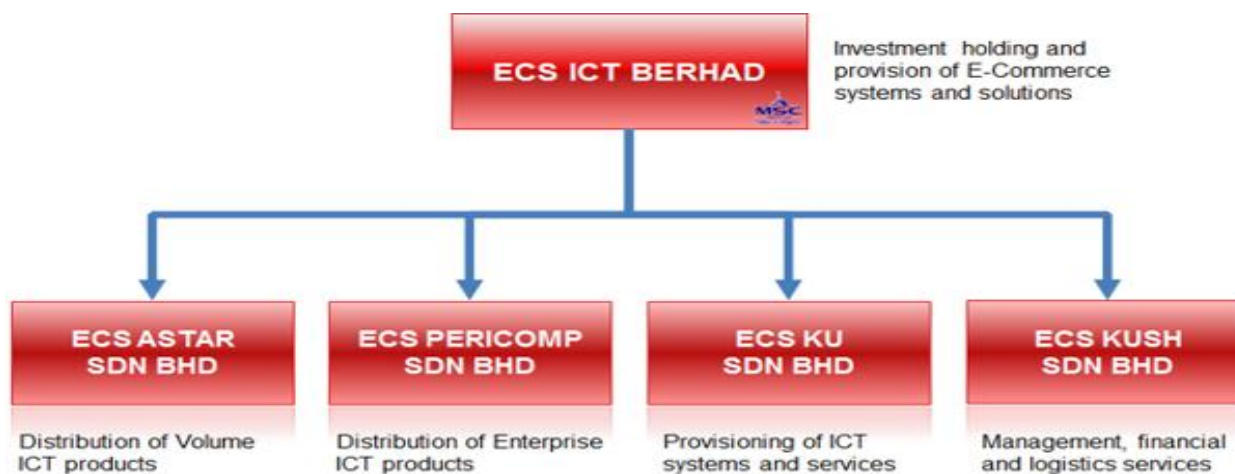 ECS ICT BERHAD
MSC
Investment holding and
provision of E-Commerce
systems and solutions
ECS ASTAR
SDN BHD
ECS PERICOMP
SDN BHD
ECS KU
SDN BHD
ECS KUSH
SDN BHD
Distribution of Volume
ICT products
Distribution of Enterprise
ICT products
Provisioning of ICT
systems and services
Management, financial
and logistics services